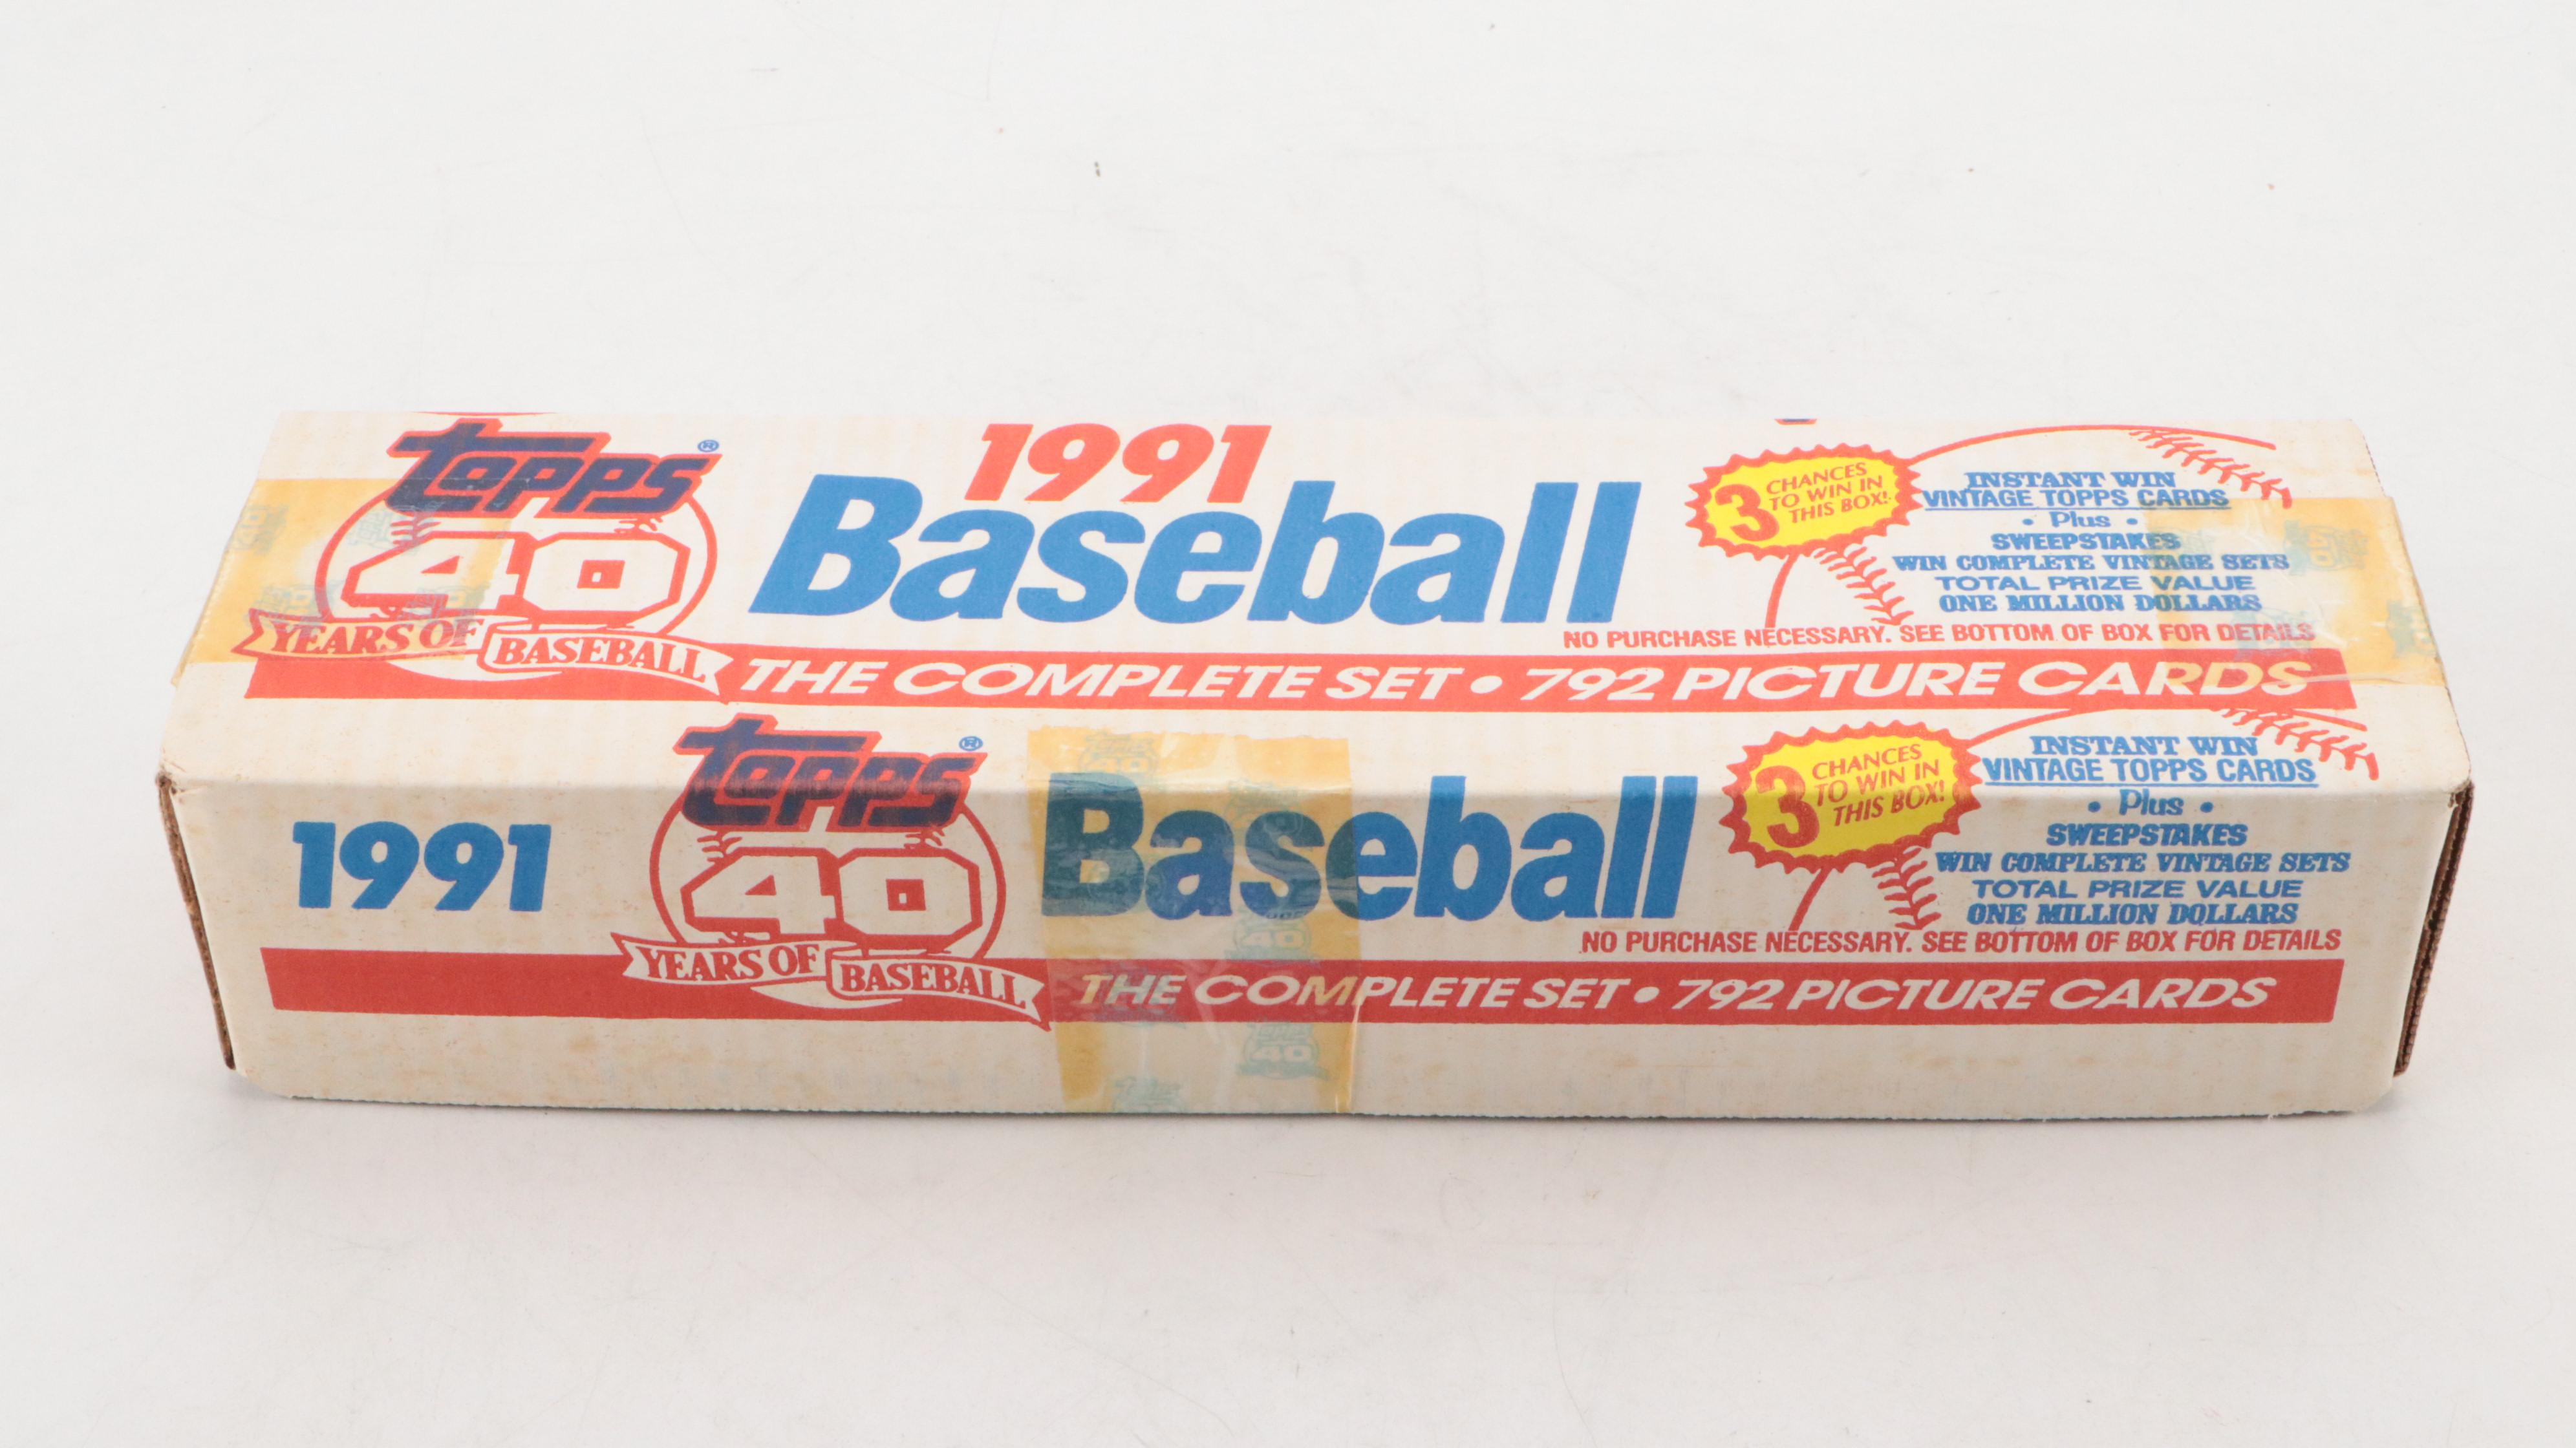 topps®
40
YEARS OF BASEBALL
1991
Baseball
3 CHANCES
TO WIN IN
THIS BOX!
INSTANT WIN
VINTAGE TOPPS CARDS
• Plus •
SWEEPSTAKES
WIN COMPLETE VINTAGE SETS
TOTAL PRIZE VALUE
ONE MILLION DOLLARS
NO PURCHASE NECESSARY. SEE BOTTOM OF BOX FOR DETAILS
THE COMPLETE SET • 792 PICTURE CARDS
1991
topps®
40
YEARS OF BASEBALL
Baseball
3 CHANCES
TO WIN IN
THIS BOX!
INSTANT WIN
VINTAGE TOPPS CARDS
• Plus •
SWEEPSTAKES
WIN COMPLETE VINTAGE SETS
TOTAL PRIZE VALUE
ONE MILLION DOLLARS
NO PURCHASE NECESSARY. SEE BOTTOM OF BOX FOR DETAILS
THE COMPLETE SET • 792 PICTURE CARDS
40
40